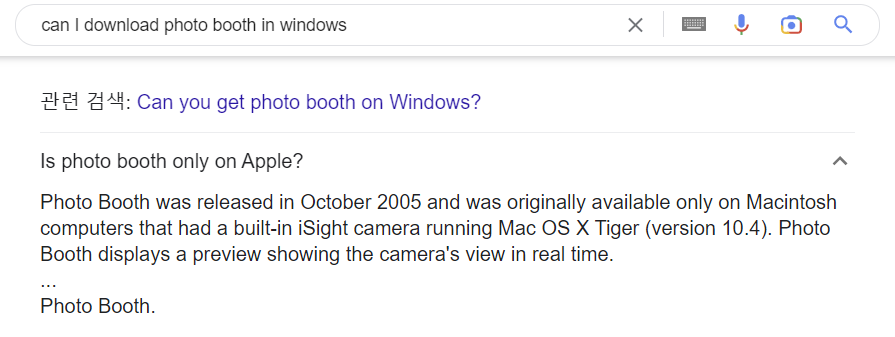 can I download photo booth in windows
관련 검색: Can you get photo booth on Windows?
Is photo booth only on Apple?
Photo Booth was released in October 2005 and was originally available only on Macintosh
computers that had a built-in iSight camera running Mac OS X Tiger (version 10.4). Photo
Booth displays a preview showing the camera's view in real time.
...
Photo Booth.